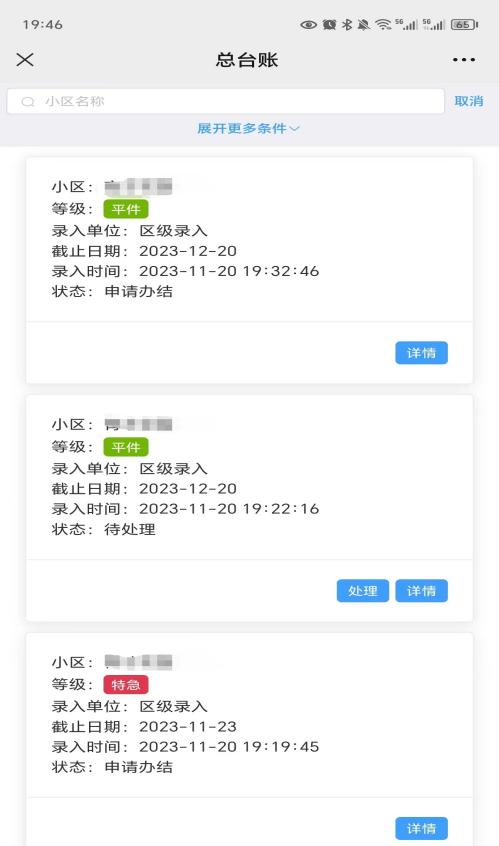 19:46
5G
5G
65
总台账
小区名称
取消
展开更多条件
小区：
等级： 平件
录入单位： 区级录入
截止日期： 2023-12-20
录入时间： 2023-11-20 19:32:46
状态： 申请办结
详情
小区：
等级： 平件
录入单位： 区级录入
截止日期： 2023-12-20
录入时间： 2023-11-20 19:22:16
状态： 待处理
处理 详情
小区：
等级： 特急
录入单位： 区级录入
截止日期： 2023-11-23
录入时间： 2023-11-20 19:19:45
状态： 申请办结
详情